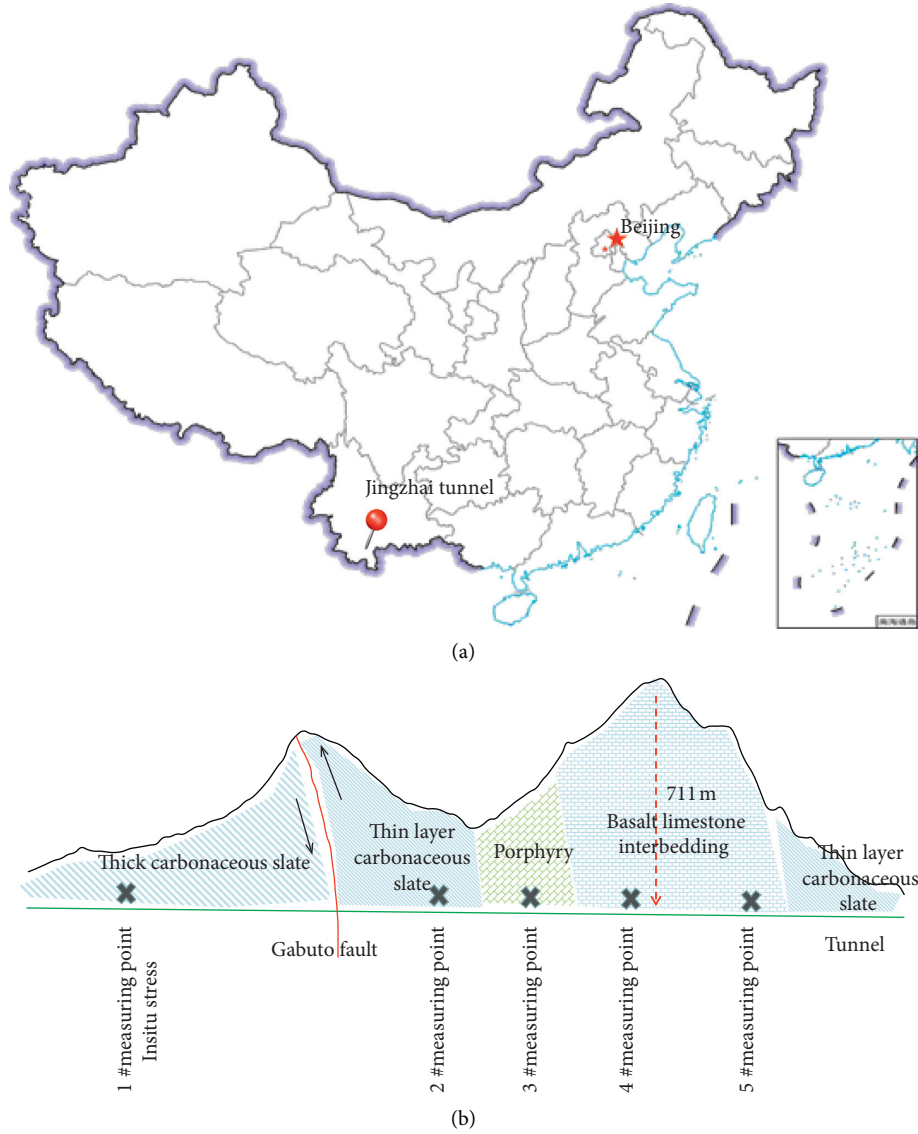 Beijing
Jingzhai tunnel
(a)
711 m
Thick carbonaceous slate
Thin layer
carbonaceous
slate
Porphyry
Basalt limestone
interbedding
Thin layer
carbonaceous
slate
Gabuto fault
Tunnel
1 #measuring point
Insitu stress
2 #measuring point
3 #measuring point
4 #measuring point
5 #measuring point
(b)